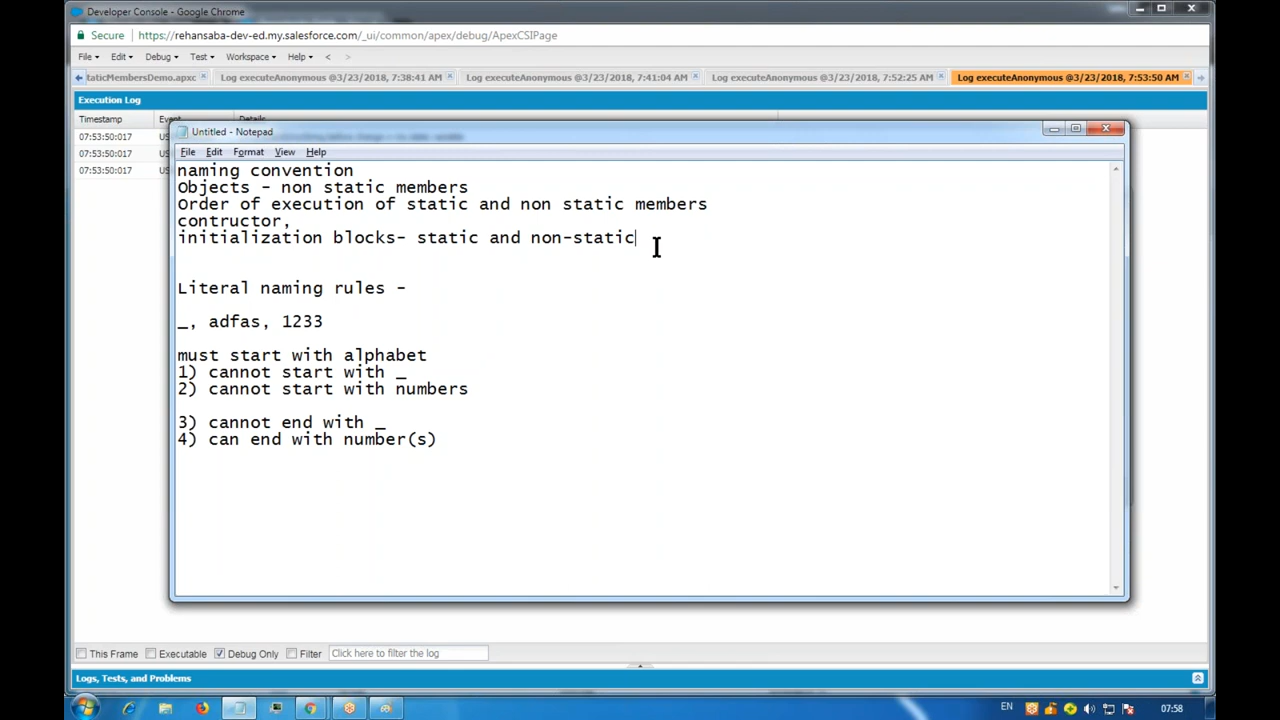 Developer Console - Google Chrome
Secure https://rehansaba-dev-ed.my.salesforce.com/_ui/common/apex/debug/ApexCSIPage
File Edit Debug Test Workspace Help < >
taticMembersDemo.apxc Log executeAnonymous @3/23/2018, 7:38:41 AM Log executeAnonymous @3/23/2018, 7:41:04 AM Log executeAnonymous @3/23/2018, 7:52:25 AM Log executeAnonymous @3/23/2018, 7:53:50 AM
Execution Log
Timestamp Event Details
07:53:50:017
07:53:50:017
07:53:50:017
Untitled - Notepad
File Edit Format View Help
naming convention
Objects - non static members
Order of execution of static and non static members
contructor,
initialization blocks- static and non-static
Literal naming rules -
_, adfas, 1233
must start with alphabet
1) cannot start with _
2) cannot start with numbers
3) cannot end with _
4) can end with number(s)
This Frame Executable Debug Only Filter Click here to filter the log
Logs, Tests, and Problems
EN 07:58